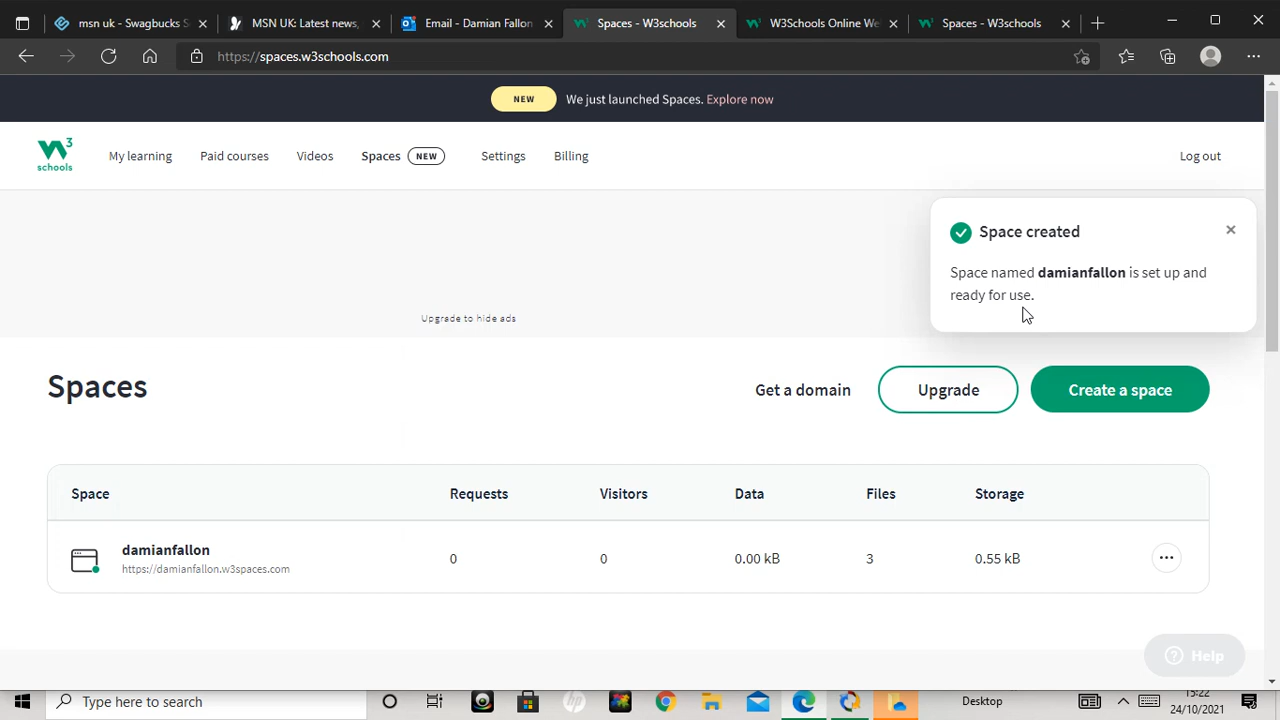 msn uk - Swagbucks S
MSN UK: Latest news,
Email - Damian Fallon
Spaces - W3schools
W3Schools Online We
Spaces - W3schools
https://spaces.w3schools.com
NEW We just launched Spaces. Explore now
W3 schools
My learning
Paid courses
Videos
Spaces NEW
Settings
Billing
Log out
Space created
Space named damianfallon is set up and
ready for use.
Upgrade to hide ads
Spaces
Get a domain
Upgrade
Create a space
Space Requests Visitors Data Files Storage
damianfallon
https://damianfallon.w3spaces.com
0 0 0.00 kB 3 0.55 kB
Help
Type here to search
hp
Desktop
15:22
24/10/2021